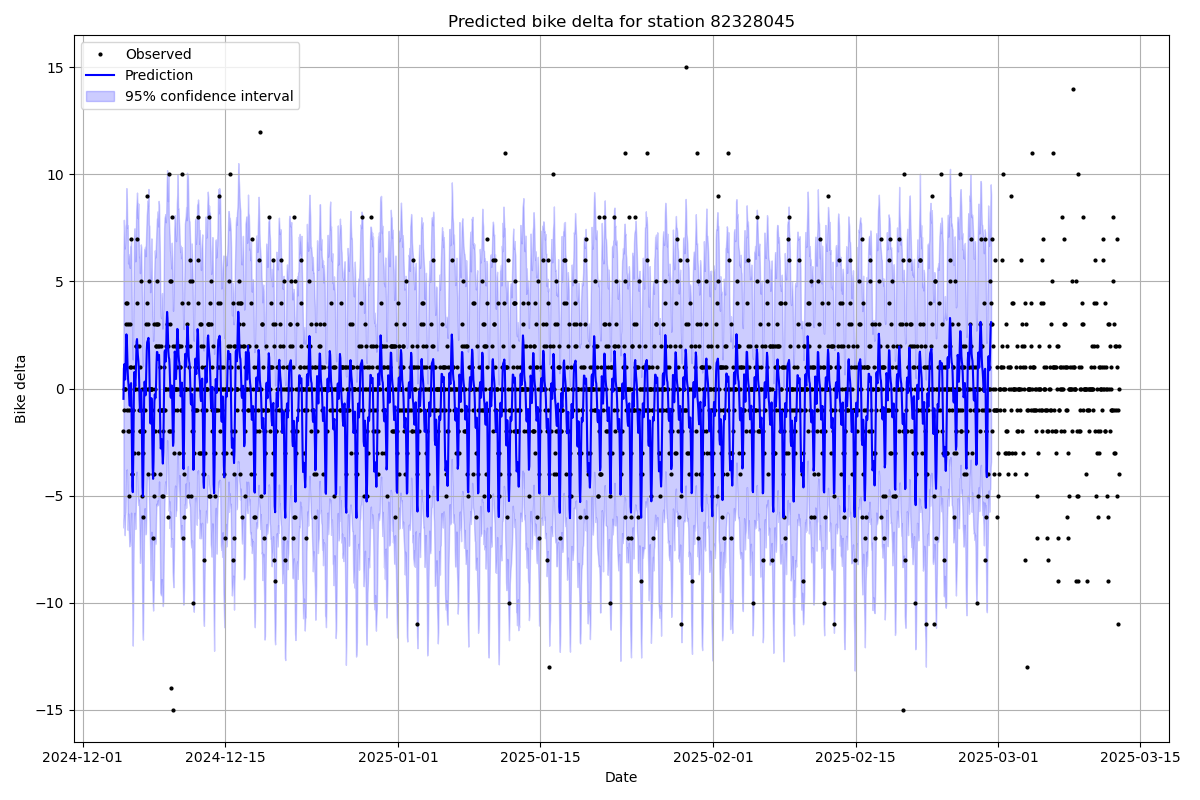 Predicted bike delta for station 82328045
Observed
Prediction
95% confidence interval
15
10
5
0
−5
−10
−15
Bike delta
2024-12-01
2024-12-15
2025-01-01
2025-01-15
2025-02-01
2025-02-15
2025-03-01
2025-03-15
Date